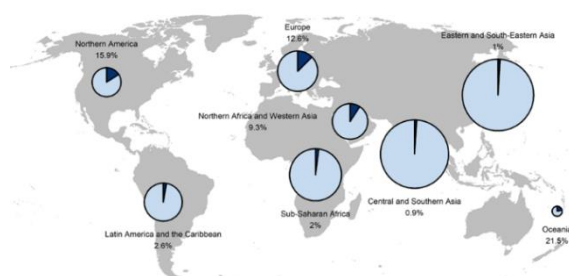 Europe
12.6%
Eastern and South-Eastern Asia
1%
Northern America
15.9%
Northern Africa and Western Asia
9.3%
Sub-Saharan Africa
2%
Central and Southern Asia
0.9%
Latin America and the Caribbean
2.6%
Oceania
21.5%